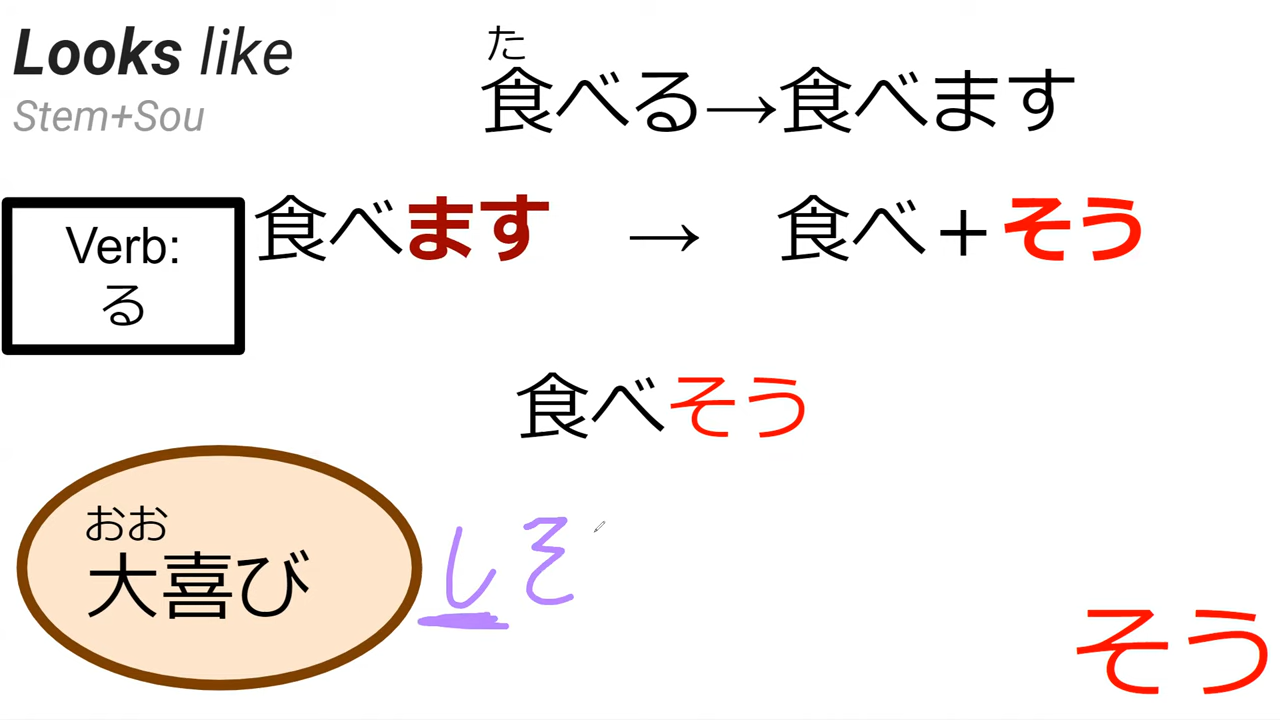 Looks like
Stem+Sou
た
食べる→食べます
Verb:
る
食べます → 食べ+そう
食べそう
おお
大喜び
しそ
そう